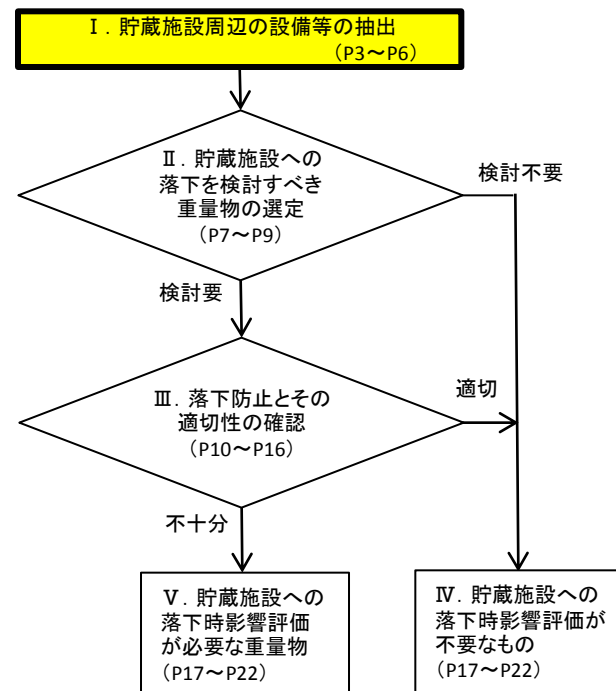 Ⅰ．貯蔵施設周辺の設備等の抽出
（P3～P6）
Ⅱ．貯蔵施設への
落下を検討すべき
重量物の選定
（P7～P9）
検討不要
検討要
Ⅲ．落下防止とその
適切性の確認
（P10～P16）
適切
不十分
Ⅴ．貯蔵施設への
落下時影響評価
が必要な重量物
（P17～P22）
Ⅳ．貯蔵施設への
落下時影響評価が
不要なもの
（P17～P22）